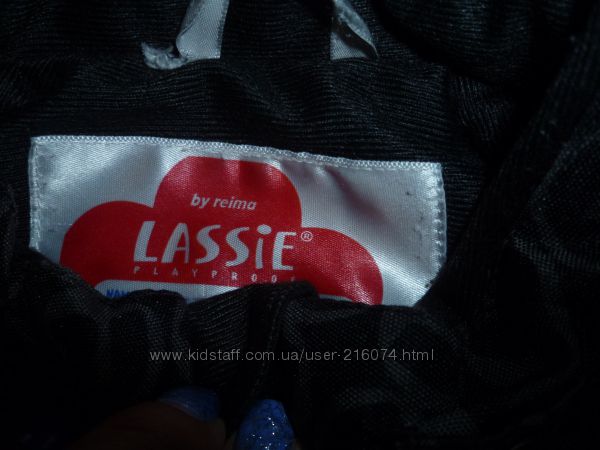 by reima
LASSiE®
PLAYPROOF
www.kidstaff.com.ua/user-216074.html